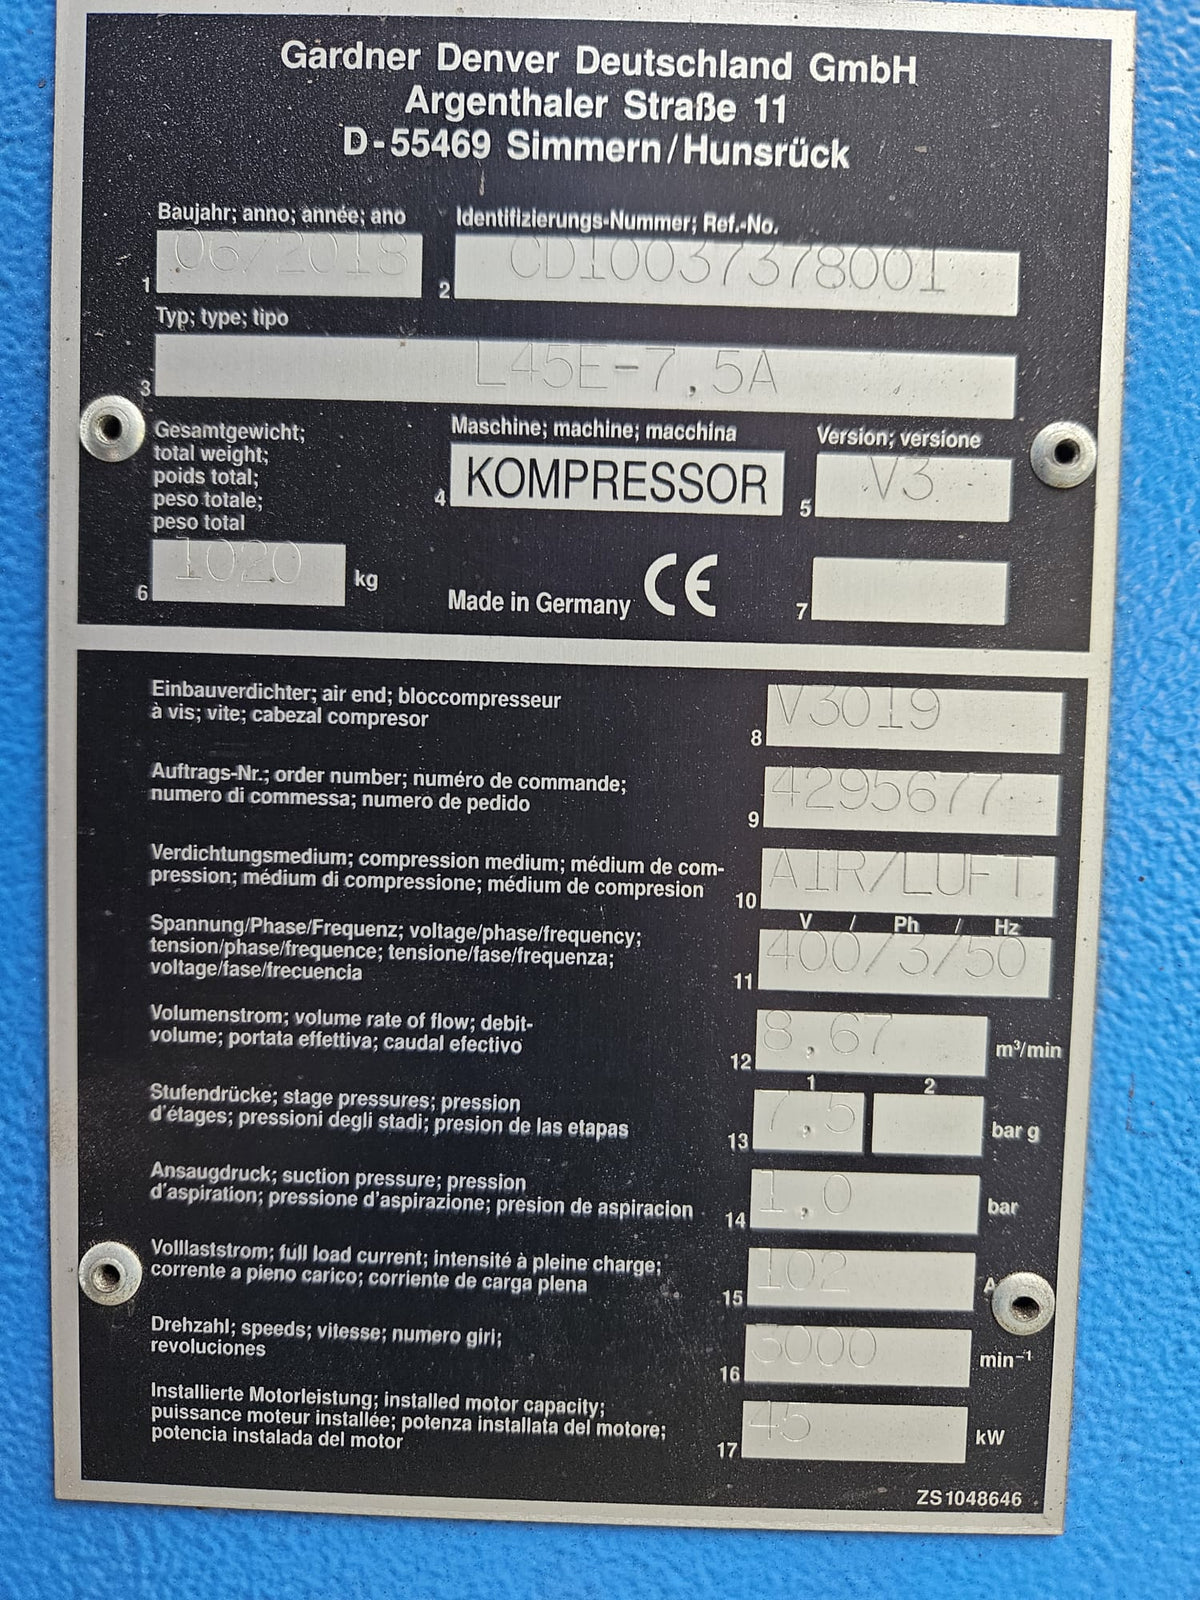 Gardner Denver Deutschland GmbH
Argenthaler Straße 11
D-55469 Simmern/Hunsrück
Baujahr; anno; année; ano
Identifizierungs-Nummer; Ref.-No.
1 06/2018
2 CD10037378001
Typ; type; tipo
3 L45E-7,5A
Gesamtgewicht;
total weight;
poids total;
peso totale;
peso total
6 1020 kg
Maschine; machine; macchina
4 KOMPRESSOR
Version; versione
5 V3
Made in Germany CE
7
Einbauverdichter; air end; bloccompresseur
à vis; vite; cabezal compresor
8 V3019
Auftrags-Nr.; order number; numéro de commande;
numero di commessa; numero de pedido
9 4295677
Verdichtungsmedium; compression medium; médium de com-
pression; médium di compressione; médium de compresion
10 AIR/LUFT
Spannung/Phase/Frequenz; voltage/phase/frequency;
tension/phase/frequence; tensione/fase/frequenza;
voltage/fase/frecuencia
V / Ph / Hz
11 400/3/50
Volumenstrom; volume rate of flow; debit-
volume; portata effettiva; caudal efectivo
12 8,67 m³/min
Stufendrücke; stage pressures; pression
d'étages; pressioni degli stadi; presion de las etapas
1 2
13 7,5 bar g
Ansaugdruck; suction pressure; pression
d'aspiration; pressione d'aspirazione; presion de aspiracion
14 1,0 bar
Volllaststrom; full load current; intensité à pleine charge;
corrente a pieno carico; corriente de carga plena
15 102 A
Drehzahl; speeds; vitesse; numero giri;
revoluciones
16 3000 min⁻¹
Installierte Motorleistung; installed motor capacity;
puissance moteur installée; potenza installata del motore;
potencia instalada del motor
17 45 kW
ZS1048646